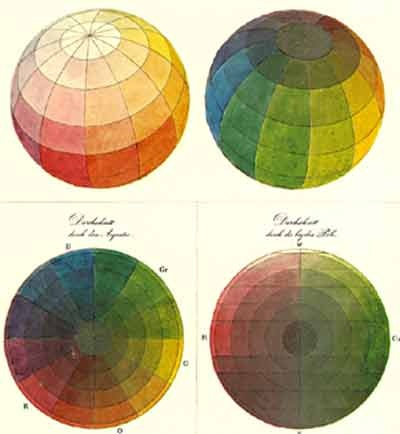 Durchschnitt
durch den Aequator.
Durchschnitt
durch die beyden Pole.
B
Gr
G
O
R
W
R